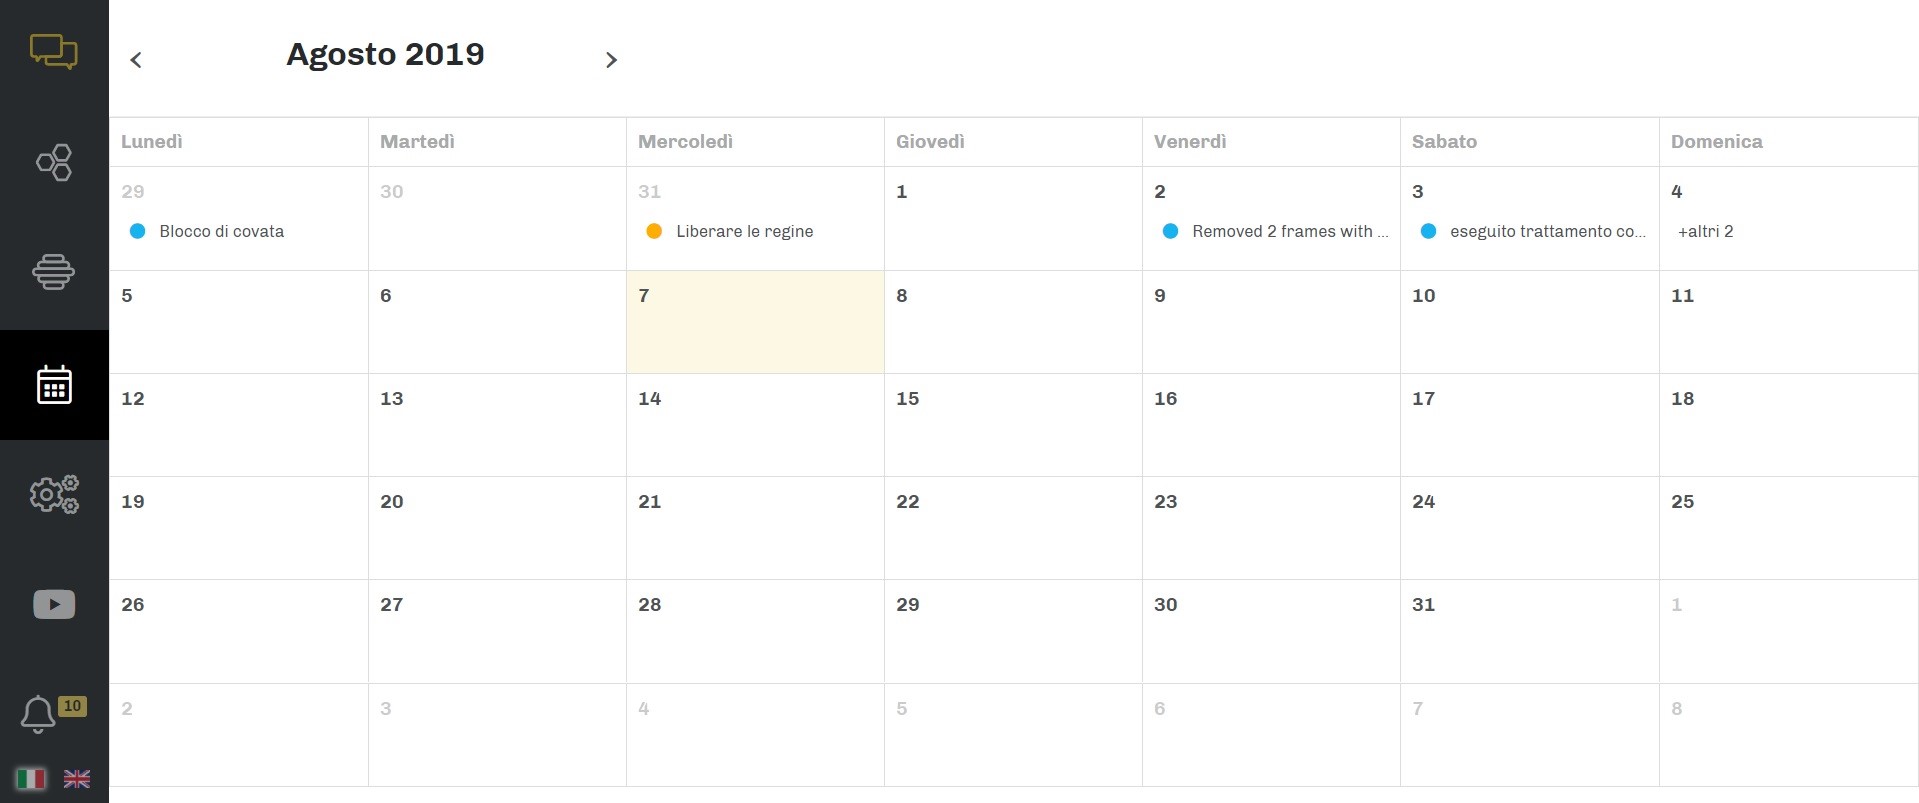 Agosto 2019
Lunedì Martedì Mercoledì Giovedì Venerdì Sabato Domenica
29 30 31 1 2 3 4
Blocco di covata Liberare le regine Removed 2 frames with ... eseguito trattamento co... +altri 2
5 6 7 8 9 10 11
12 13 14 15 16 17 18
19 20 21 22 23 24 25
26 27 28 29 30 31 1
2 3 4 5 6 7 8
10